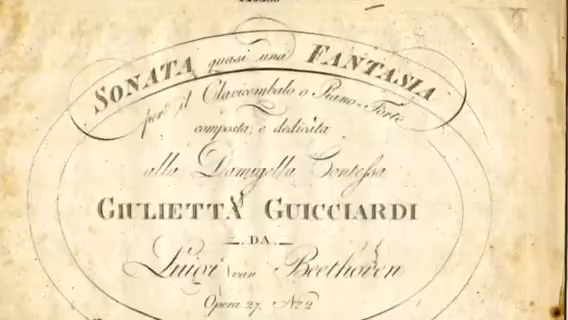 SONATA quasi una FANTASIA
per il Clavicembalo o Piano-Forte
composta, e dedicata
alla Damigella Contessa
GIULIETTA GUICCIARDI
DA
Luigi van Beethoven
Opera 27. No. 2